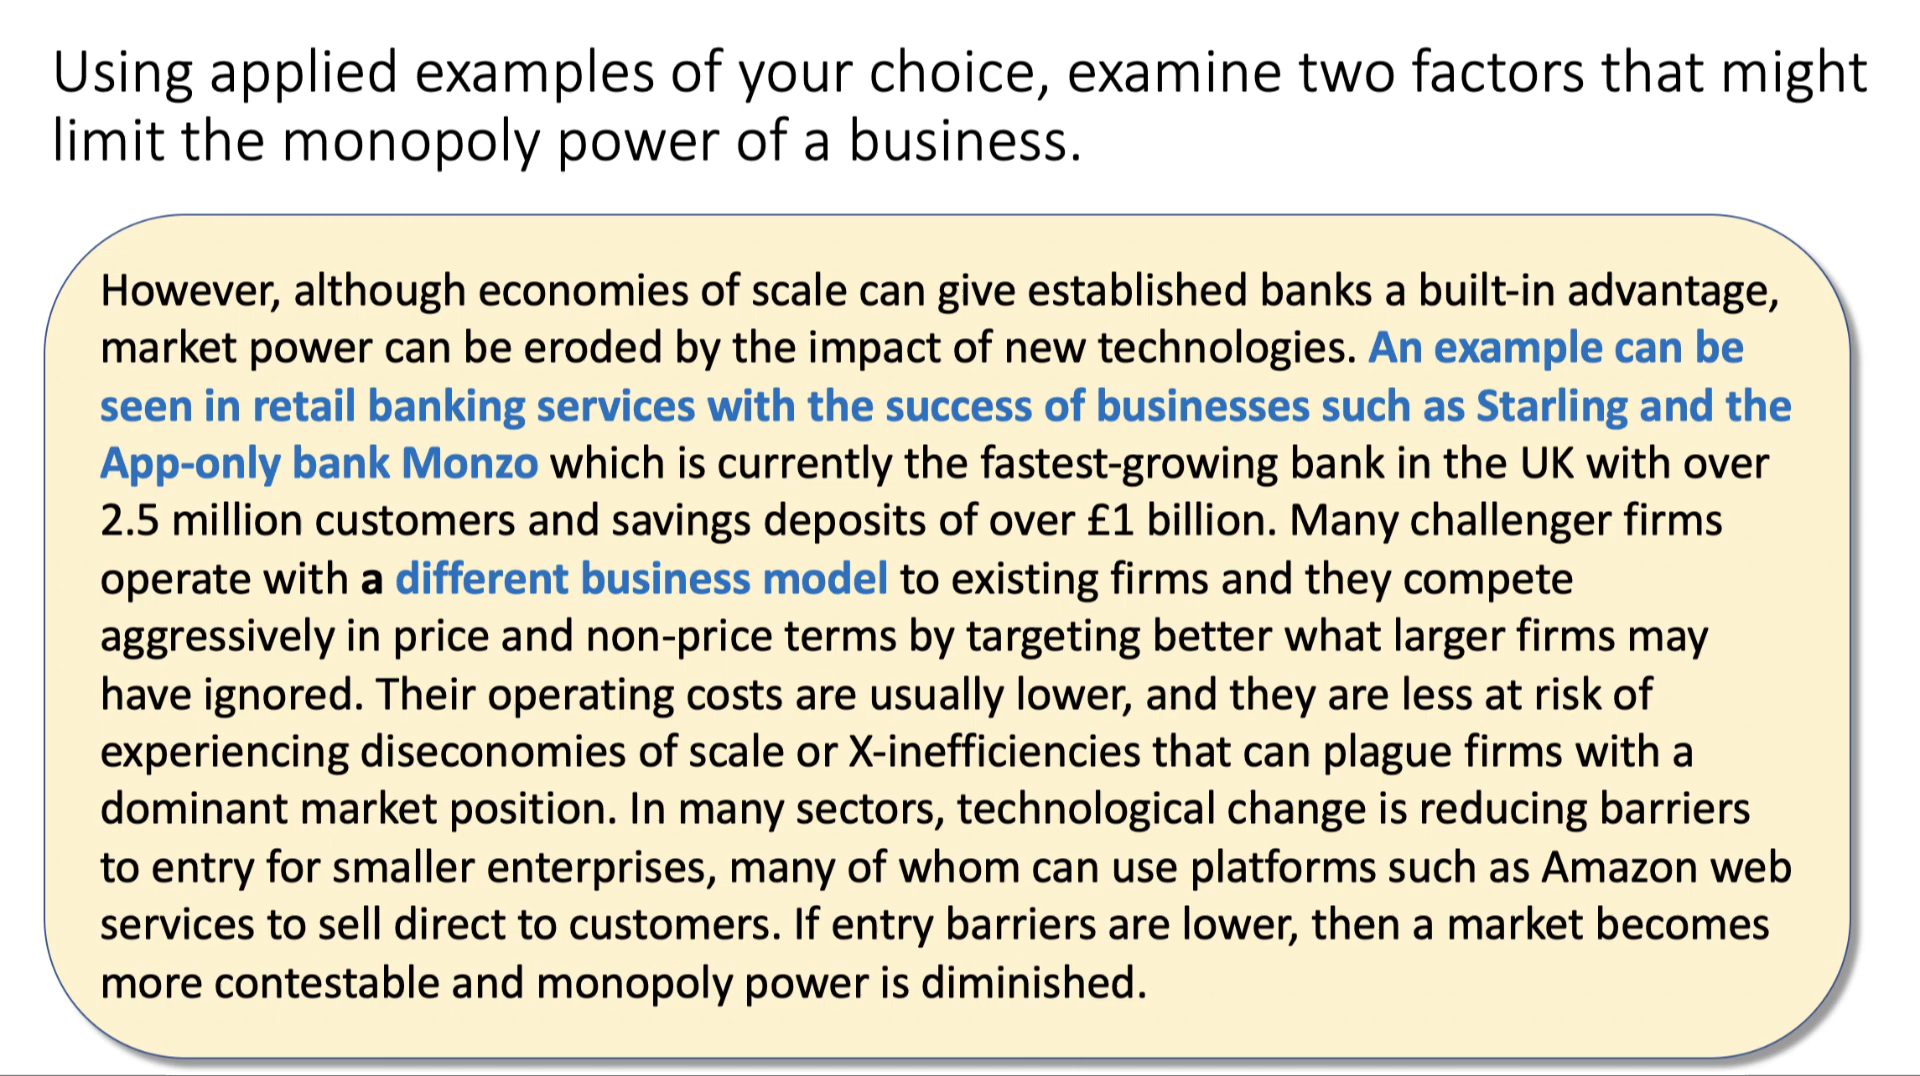 Using applied examples of your choice, examine two factors that might
limit the monopoly power of a business.
However, although economies of scale can give established banks a built-in advantage,
market power can be eroded by the impact of new technologies. An example can be
seen in retail banking services with the success of businesses such as Starling and the
App-only bank Monzo which is currently the fastest-growing bank in the UK with over
2.5 million customers and savings deposits of over £1 billion. Many challenger firms
operate with a different business model to existing firms and they compete
aggressively in price and non-price terms by targeting better what larger firms may
have ignored. Their operating costs are usually lower, and they are less at risk of
experiencing diseconomies of scale or X-inefficiencies that can plague firms with a
dominant market position. In many sectors, technological change is reducing barriers
to entry for smaller enterprises, many of whom can use platforms such as Amazon web
services to sell direct to customers. If entry barriers are lower, then a market becomes
more contestable and monopoly power is diminished.